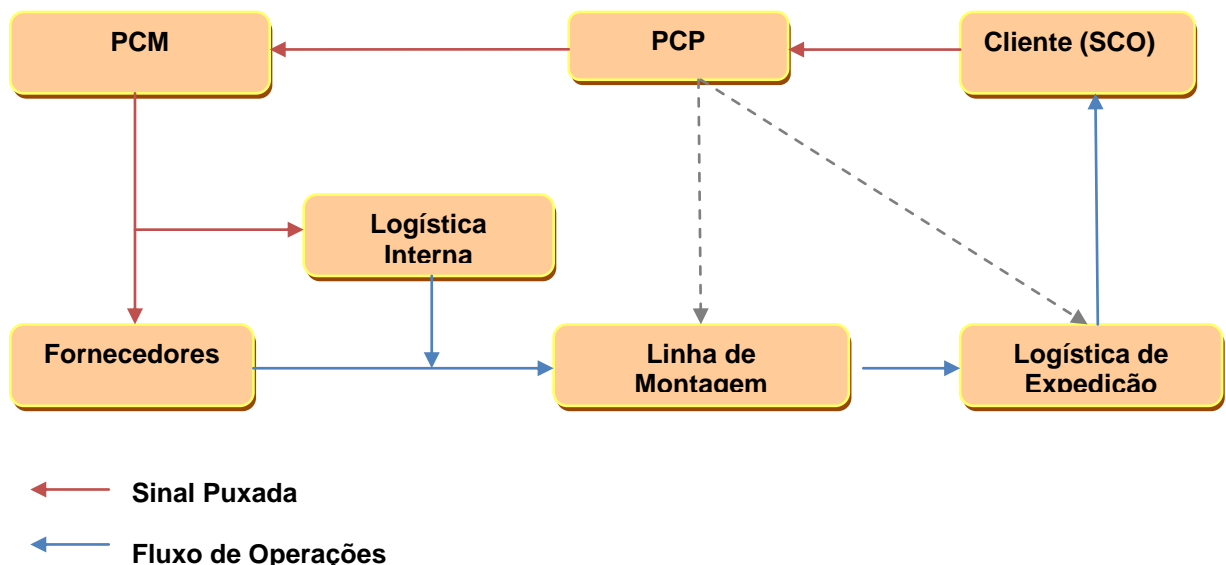 PCM
PCP
Cliente (SCO)
Logística
Interna
Fornecedores
Linha de
Montagem
Logística de
Expedição
Sinal Puxada
Fluxo de Operações